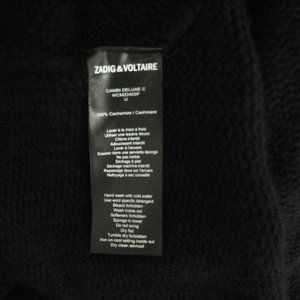 ZADIG & VOLTAIRE
CAMBI DELUXE C
WCMZ2402F
U
100% Cachemire / Cashmere
Laver à la main à froid
Utiliser une lessive douce
Chlore interdit
Adoucissant interdit
Laver à l'envers
Essorer dans une serviette éponge
Ne pas tordre
Séchage à plat
Séchage machine interdit
Repassage doux sur l'envers
Nettoyage à sec conseillé
Hand wash with cold water
Use wool specific detergent
Bleach forbidden
Wash inside out
Softeners forbidden
Sponge in towel
Do not wring
Dry flat
Tumble dry forbidden
Iron on cool setting inside out
Dry clean advised